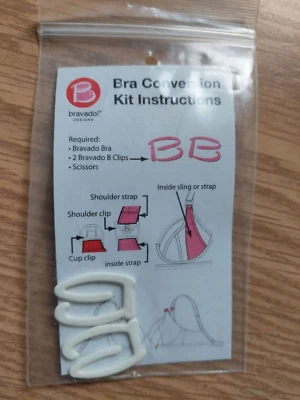 Bra Conversion
Kit Instructions
bravado!
DESIGNS
Required:
• Bravado Bra
• 2 Bravado B Clips
• Scissors
Shoulder strap
Inside sling or strap
Shoulder clip
Cup clip
inside strap